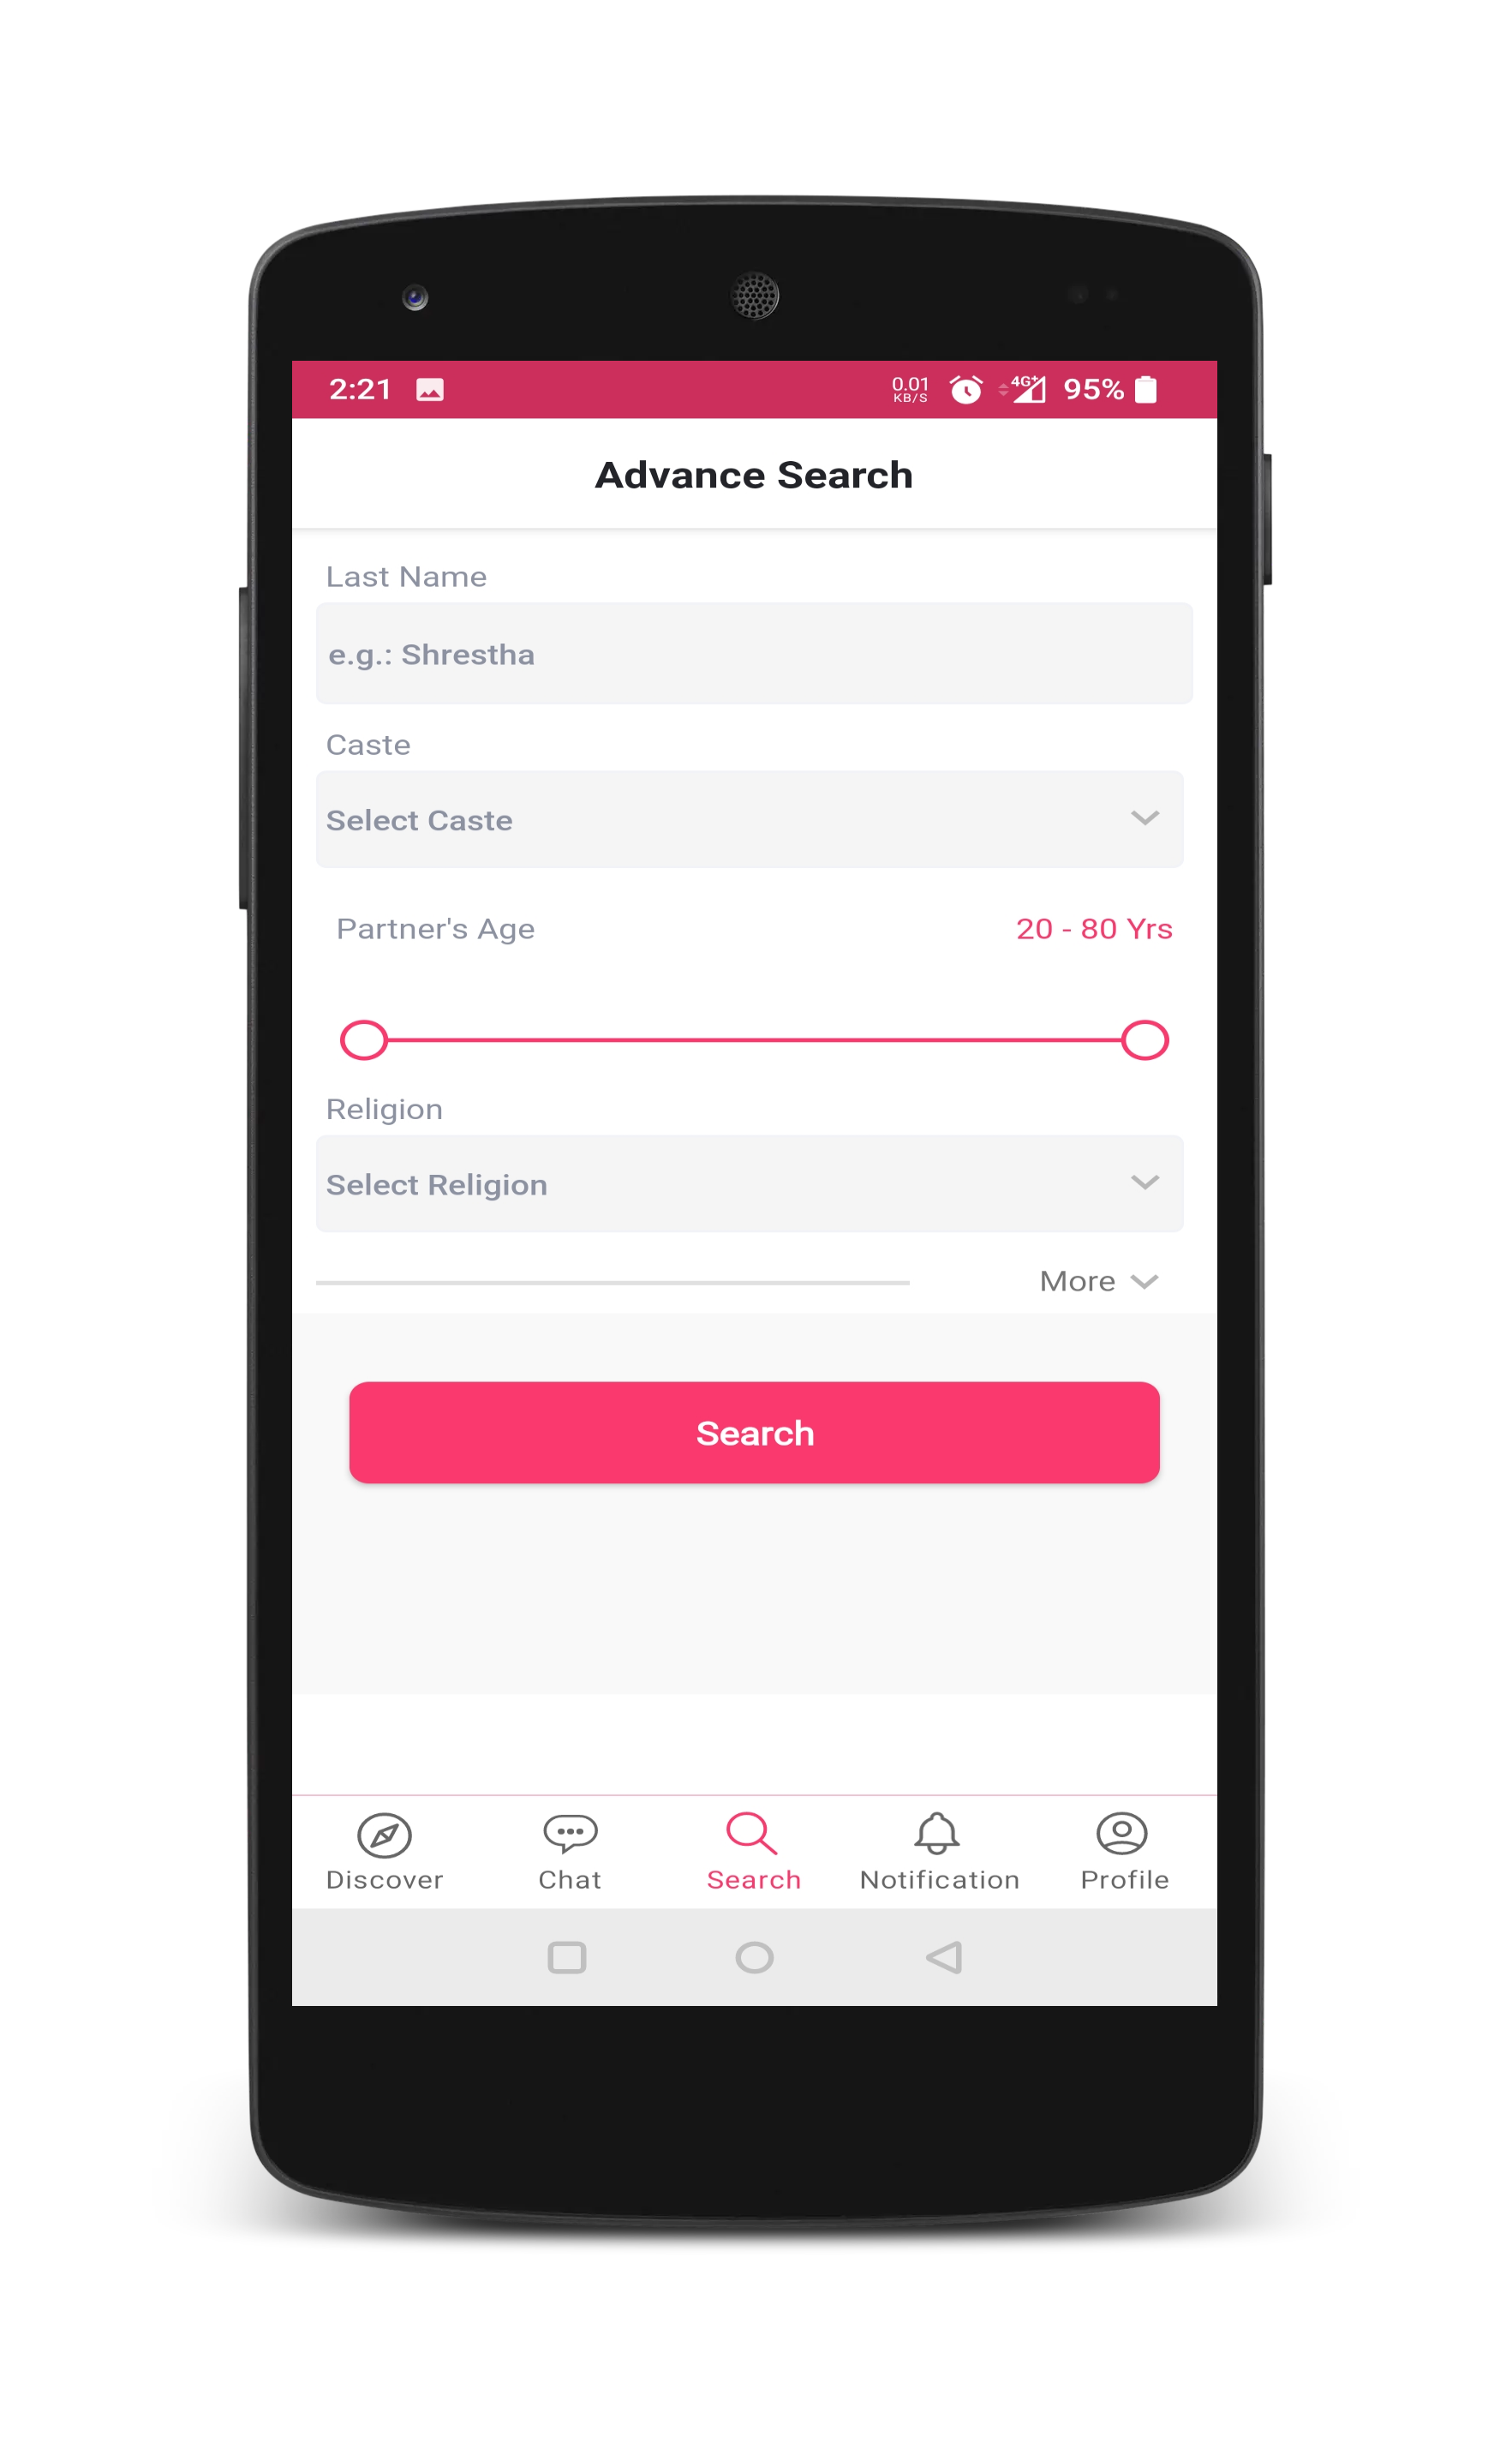 2:21 0.01 KB/S 4G+ 95%
Advance Search
Last Name
e.g.: Shrestha
Caste
Select Caste
Partner's Age 20 - 80 Yrs
Religion
Select Religion
More
Search
Discover Chat Search Notification Profile